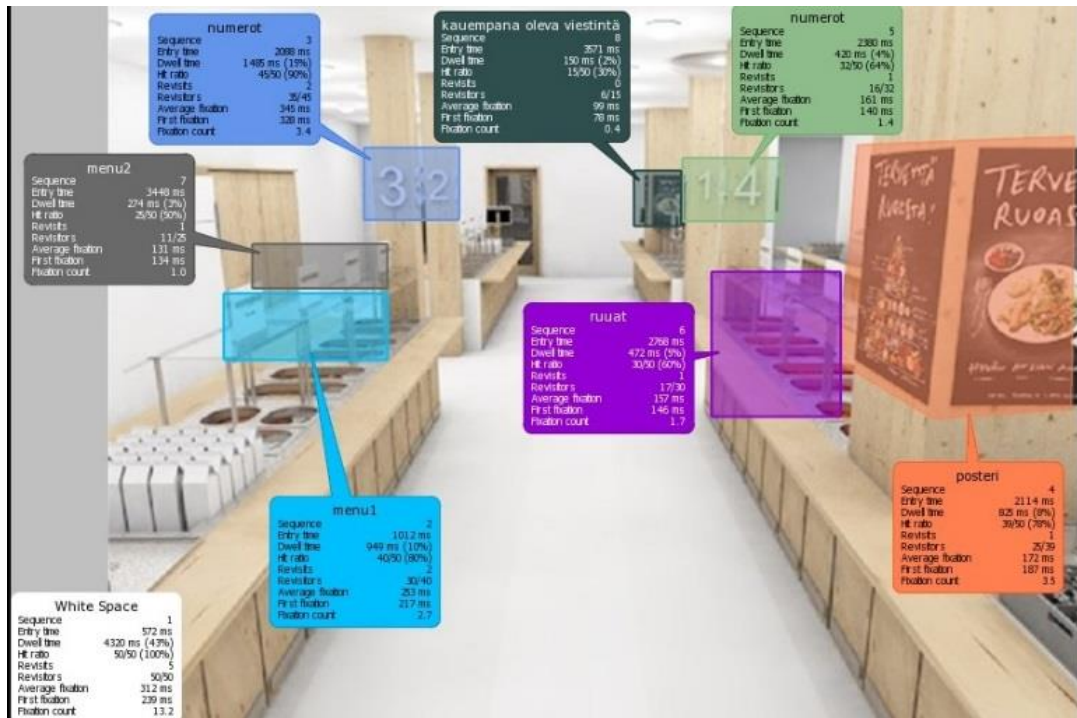 numerot
Sequence 3
Entry time 2088 ms
Dwell time 1485 ms (15%)
Hit ratio 45/50 (90%)
Revisits 2
Revisitors 35/45
Average fixation 345 ms
First fixation 328 ms
Fixation count 3.4
kauempana oleva viestintä
Sequence 8
Entry time 3571 ms
Dwell time 150 ms (2%)
Hit ratio 15/50 (30%)
Revisits 0
Revisitors 6/15
Average fixation 99 ms
First fixation 78 ms
Fixation count 0.4
numerot
Sequence 5
Entry time 2380 ms
Dwell time 420 ms (4%)
Hit ratio 32/50 (64%)
Revisits 1
Revisitors 16/32
Average fixation 161 ms
First fixation 140 ms
Fixation count 1.4
menu2
Sequence 7
Entry time 3448 ms
Dwell time 274 ms (3%)
Hit ratio 25/50 (50%)
Revisits 1
Revisitors 11/25
Average fixation 131 ms
First fixation 134 ms
Fixation count 1.0
3 2
1 4
TERVEITÄ
RUOISTA!
TERVE
RUOAS
ruuat
Sequence 6
Entry time 2768 ms
Dwell time 472 ms (5%)
Hit ratio 30/50 (60%)
Revisits 1
Revisitors 17/30
Average fixation 157 ms
First fixation 146 ms
Fixation count 1.7
menu1
Sequence 2
Entry time 1012 ms
Dwell time 949 ms (10%)
Hit ratio 40/50 (80%)
Revisits 2
Revisitors 30/40
Average fixation 253 ms
First fixation 217 ms
Fixation count 2.7
posteri
Sequence 4
Entry time 2114 ms
Dwell time 825 ms (8%)
Hit ratio 39/50 (78%)
Revisits 1
Revisitors 25/39
Average fixation 172 ms
First fixation 187 ms
Fixation count 3.5
White Space
Sequence 1
Entry time 572 ms
Dwell time 4320 ms (43%)
Hit ratio 50/50 (100%)
Revisits 5
Revisitors 50/50
Average fixation 312 ms
First fixation 239 ms
Fixation count 13.2